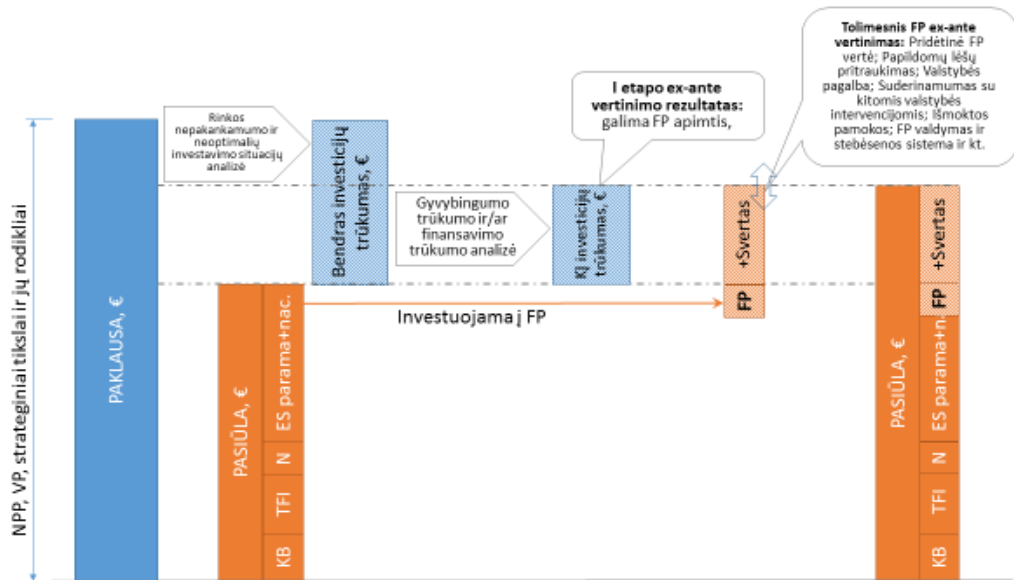 NPP, VP, strateginiai tikslai ir jų rodikliai
PAKLAUSA, €
Rinkos
nepakankamumo ir
neoptimalių
investavimo situacijų
analizė
PASIŪLA, €
ES parama+nac.
N
TFI
KB
Bendras investicijų
trūkumas, €
Gyvybingumo
trūkumo ir/ar
finansavimo
trūkumo analizė
Investuojama į FP
KĮ investicijų
trūkumas, €
I etapo ex-ante
vertinimo rezultatas:
galima FP apimtis,
+Svertas
FP
Tolimesnis FP ex-ante
vertinimas: Pridėtinė FP
vertė; Papildomų lėšų
pritraukimas; Valstybės
pagalba; Suderinamumas su
kitomis valstybės
intervencijomis; Išmoktos
pamokos; FP valdymas ir
stebėsenos sistema ir kt.
PASIŪLA, €
+Svertas
FP
ES parama+n.
N
TFI
KB